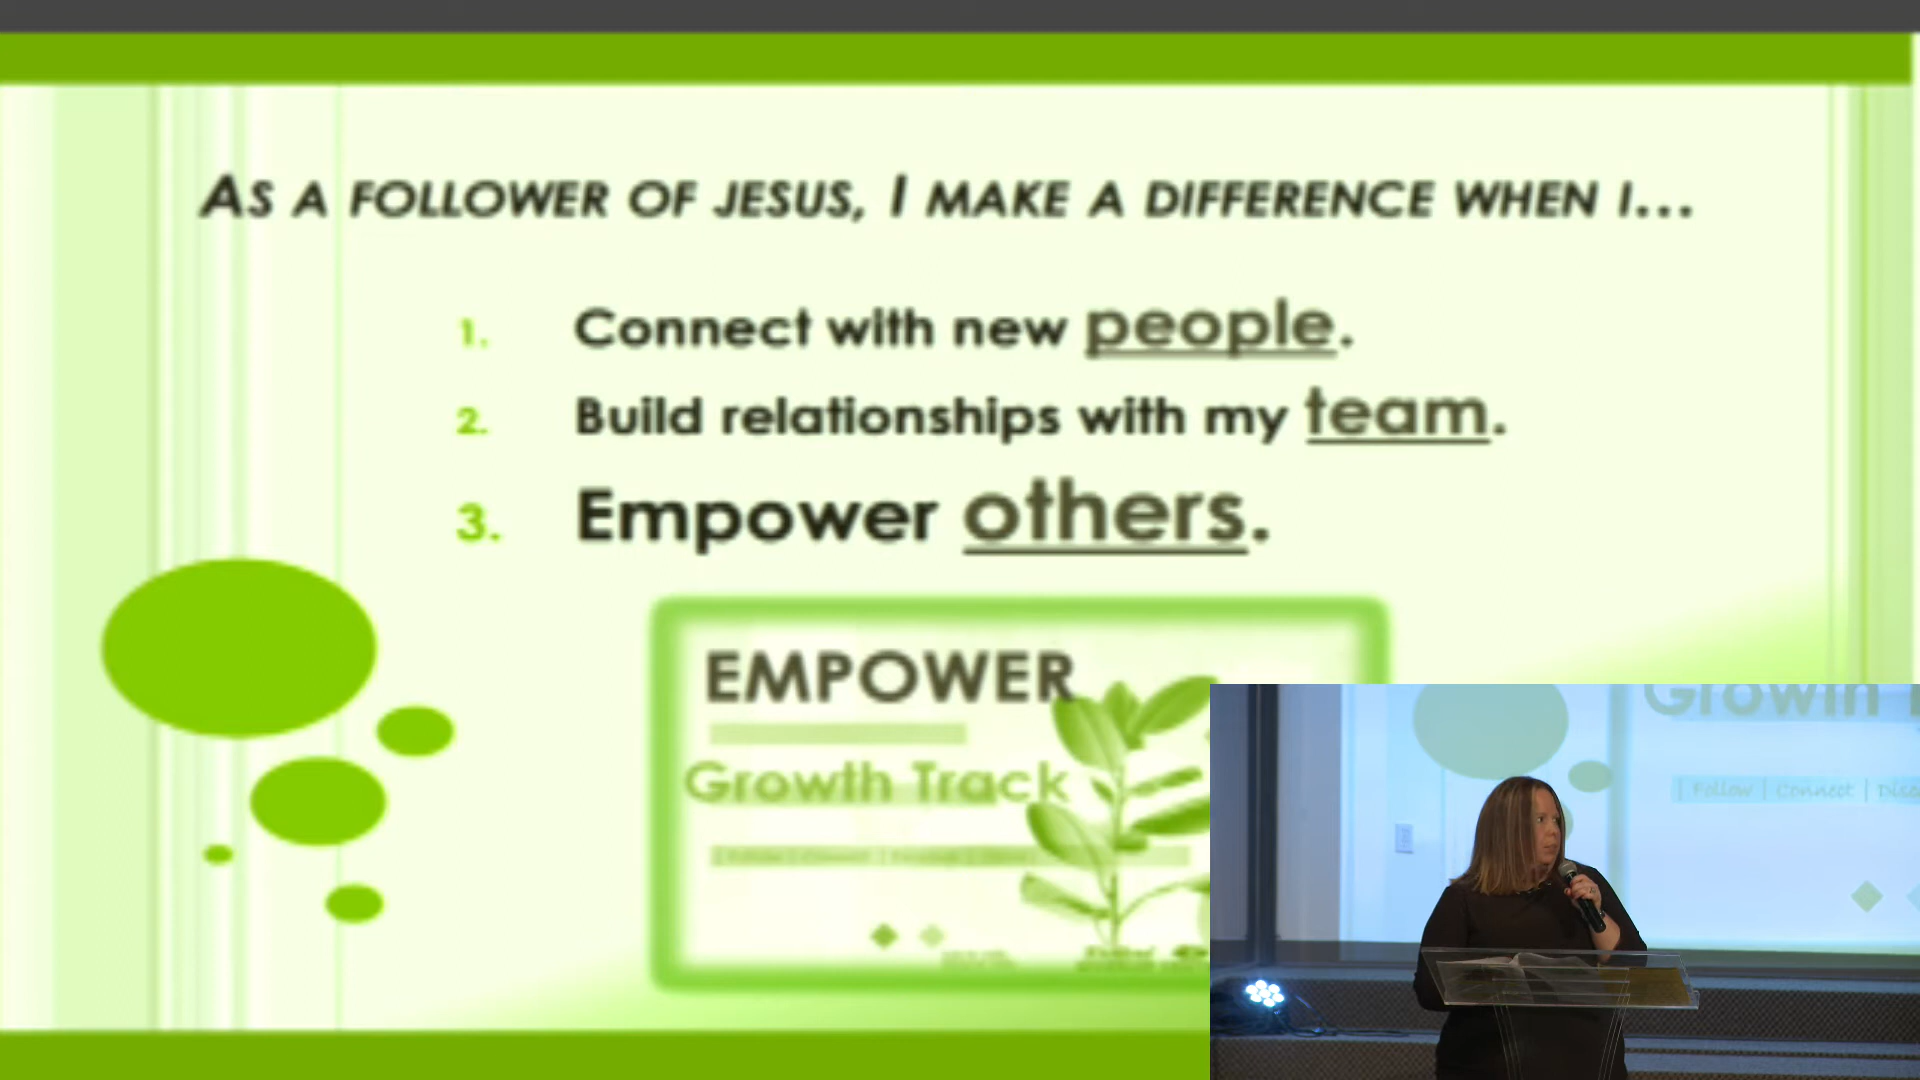 AS A FOLLOWER OF JESUS, I MAKE A DIFFERENCE WHEN I...
1. Connect with new people.
2. Build relationships with my team.
3. Empower others.
EMPOWER
Growth Track
Growth
| Follow | Connect |